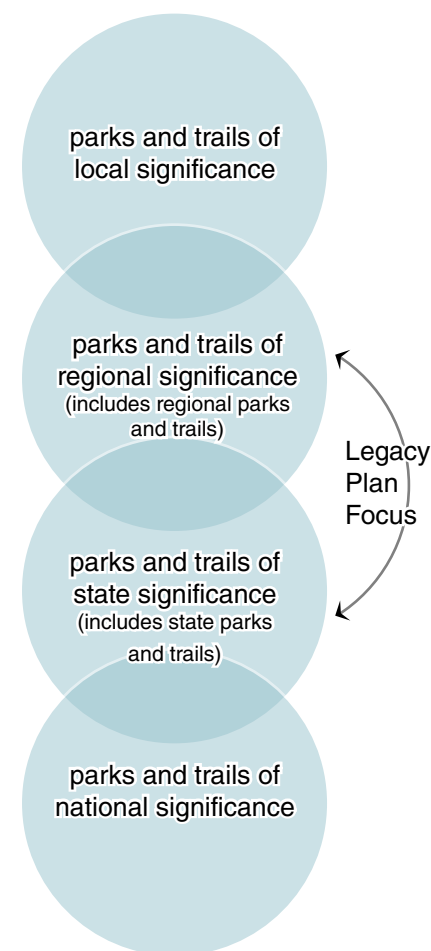 parks and trails of
local significance
parks and trails of
regional significance
(includes regional parks
and trails)
Legacy
Plan
Focus
parks and trails of
state significance
(includes state parks
and trails)
parks and trails of
national significance